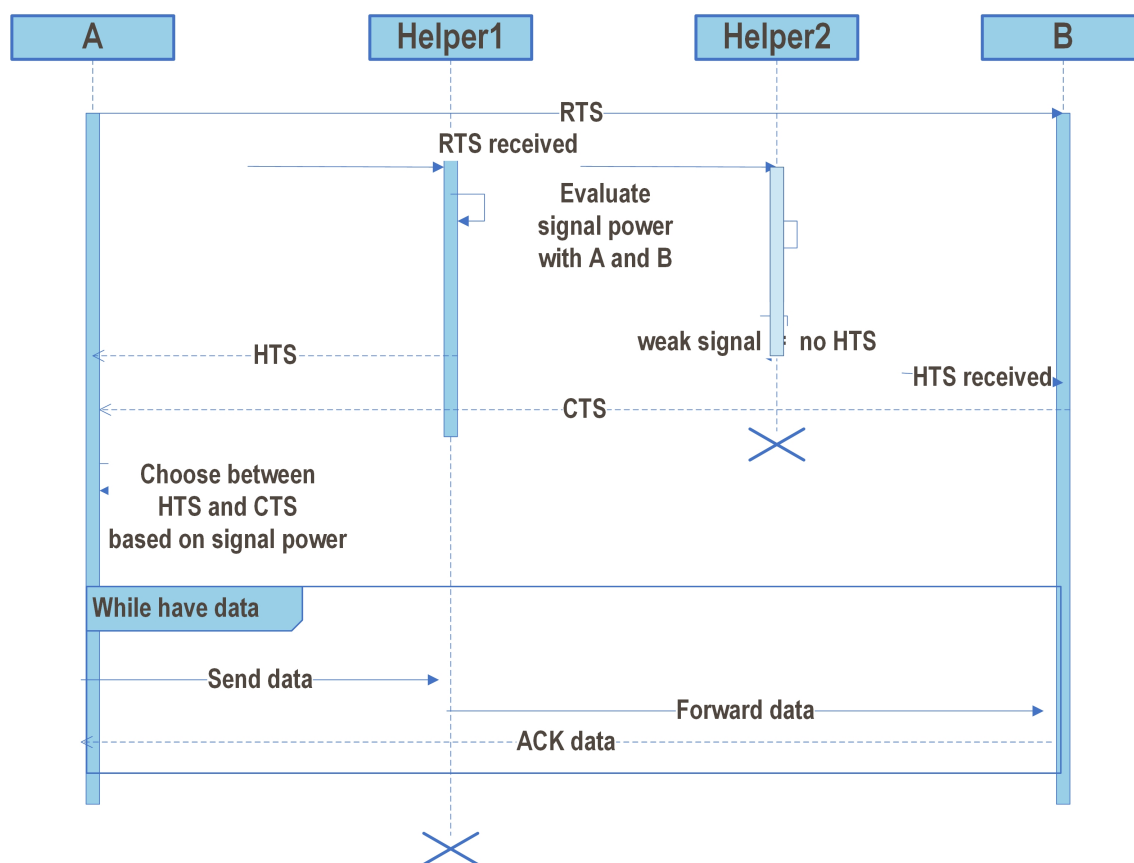 A
Helper1
Helper2
B
RTS
RTS received
Evaluate
signal power
with A and B
weak signal = no HTS
HTS
HTS received
CTS
Choose between
HTS and CTS
based on signal power
While have data
Send data
Forward data
ACK data